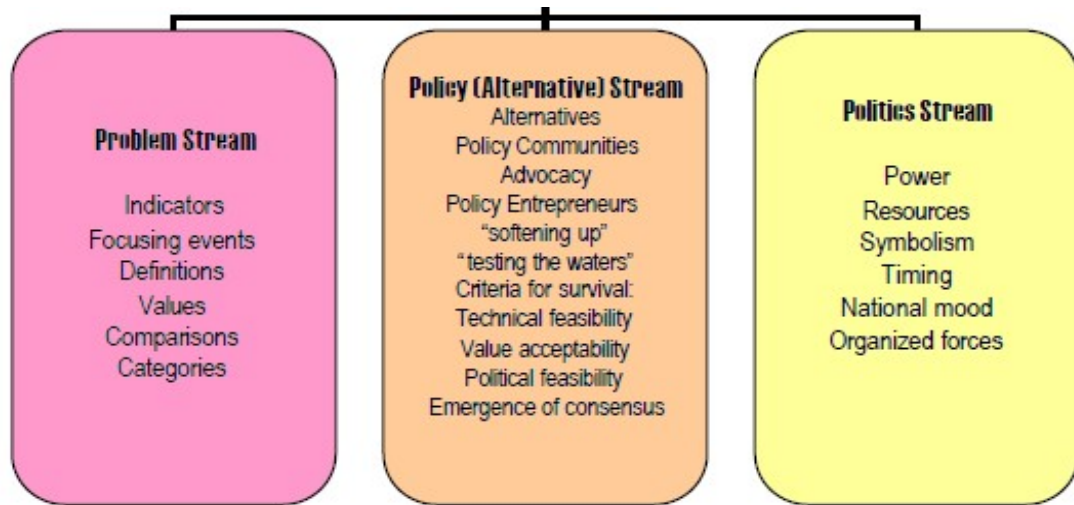 Problem Stream
Indicators
Focusing events
Definitions
Values
Comparisons
Categories
Policy (Alternative) Stream
Alternatives
Policy Communities
Advocacy
Policy Entrepreneurs
“softening up”
“testing the waters”
Criteria for survival:
Technical feasibility
Value acceptability
Political feasibility
Emergence of consensus
Politics Stream
Power
Resources
Symbolism
Timing
National mood
Organized forces